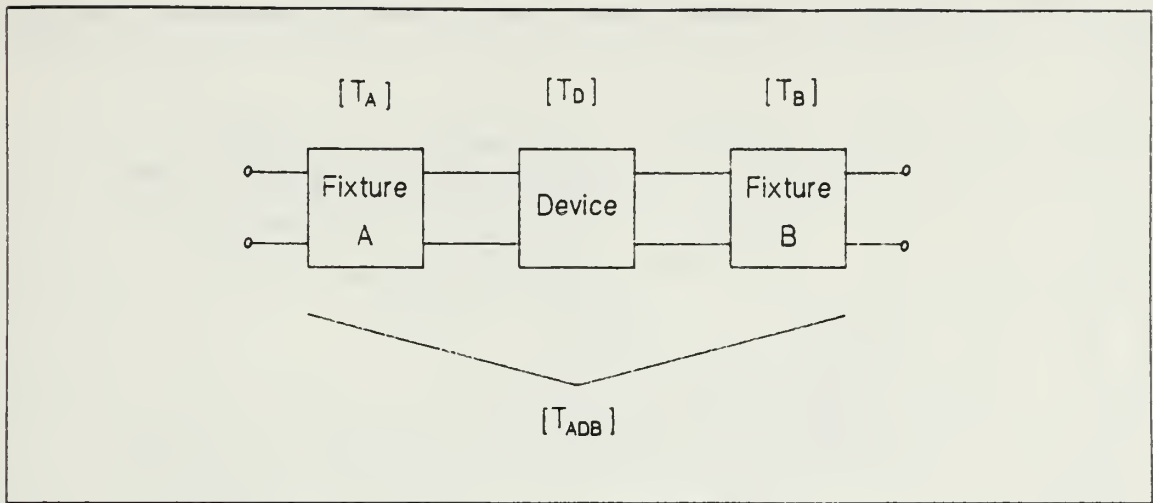 [T_A] [T_D] [T_B]
Fixture A
Device
Fixture B
[T_ADB]